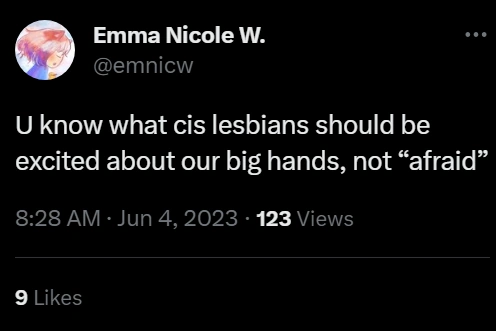 Emma Nicole W.
@emnicw
U know what cis lesbians should be
excited about our big hands, not “afraid”
8:28 AM · Jun 4, 2023 · 123 Views
9 Likes